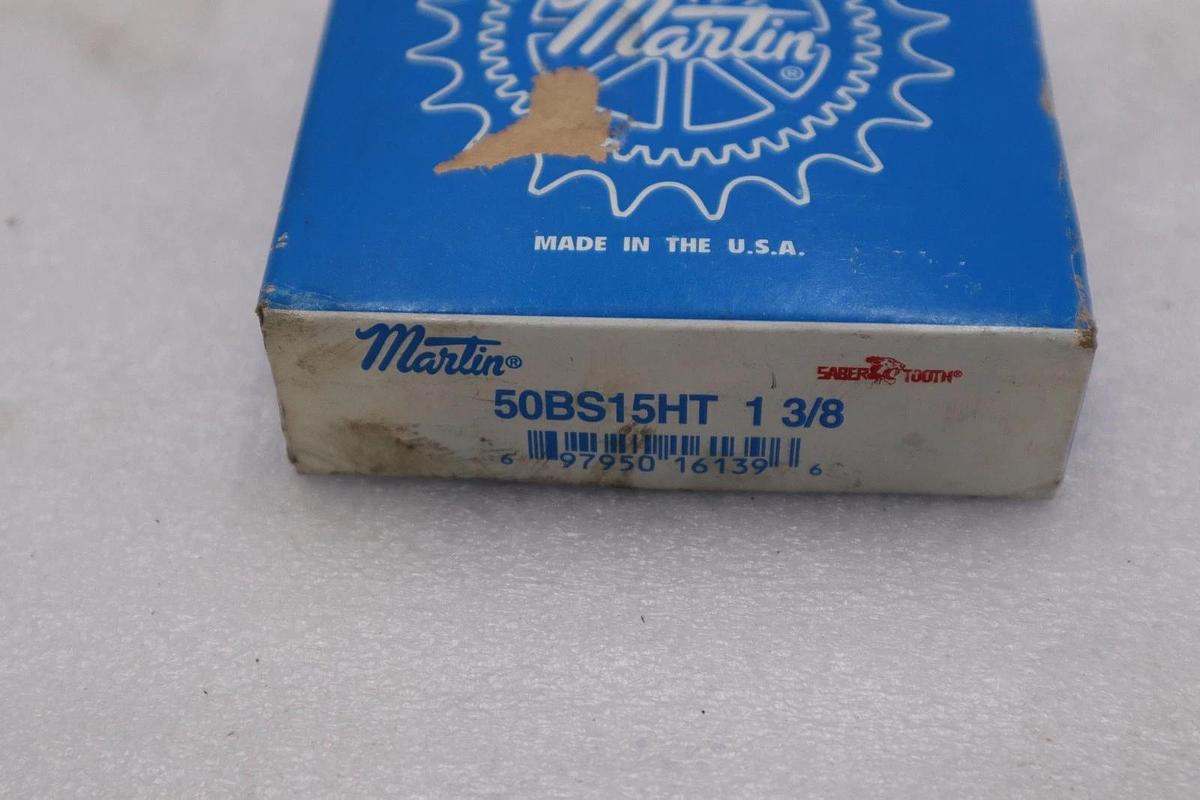 Martin®
MADE IN THE U.S.A.
Martin®
SABER TOOTH®
50BS15HT 1 3/8
6 97950 16139 6